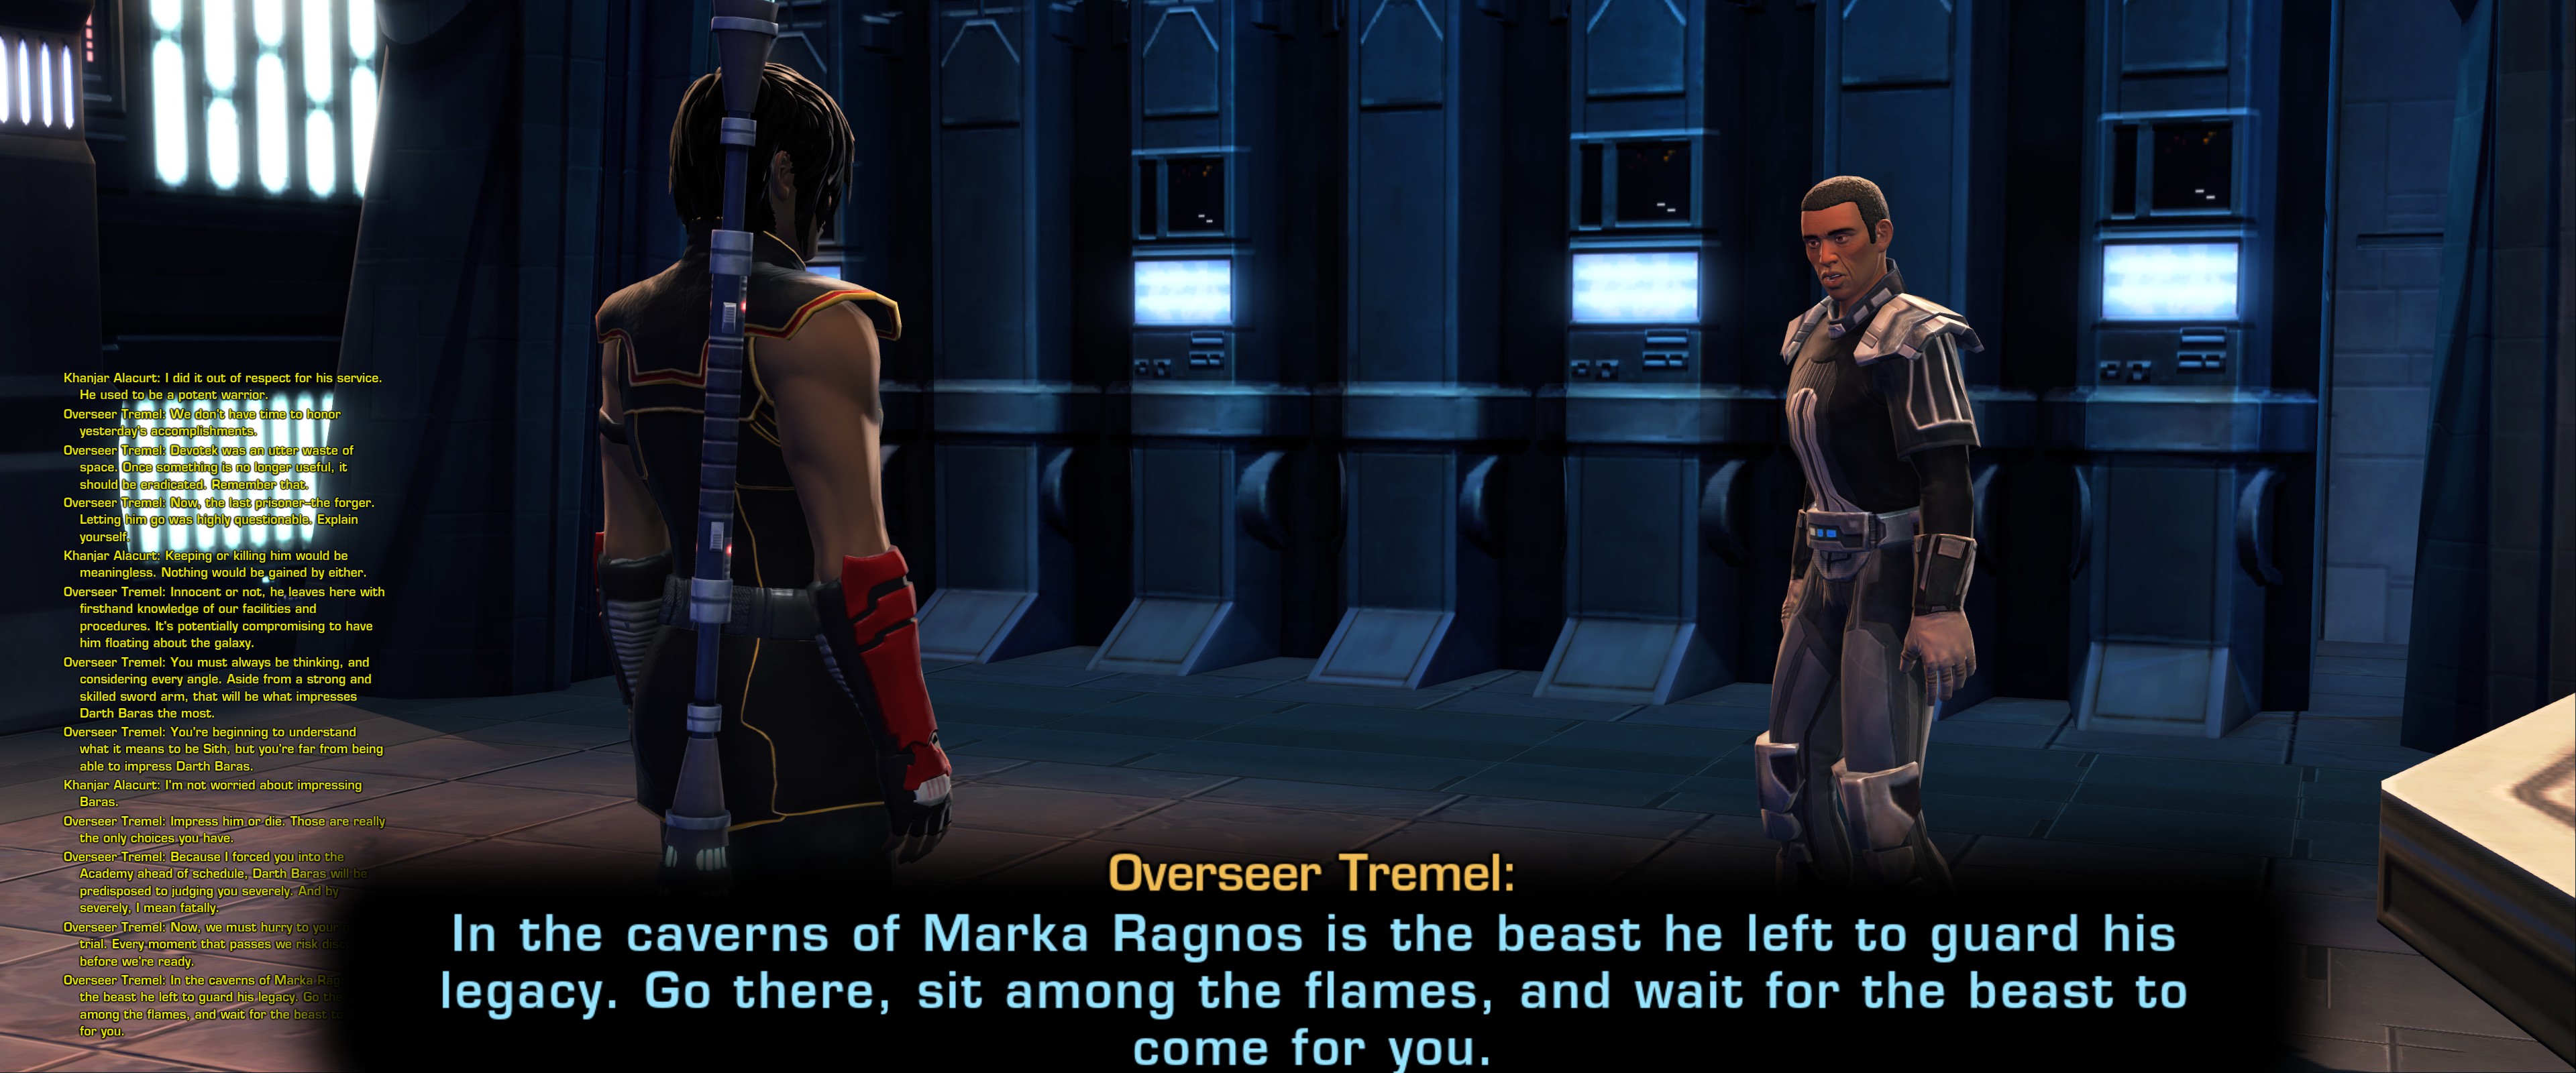 Khanjar Alacurt: I did it out of respect for his service.
He used to be a potent warrior.
Overseer Tremel: We don't have time to honor
yesterday's accomplishments.
Overseer Tremel: Devotek was an utter waste of
space. Once something is no longer useful, it
should be eradicated. Remember that.
Overseer Tremel: Now, the last prisoner--the forger.
Letting him go was highly questionable. Explain
yourself.
Khanjar Alacurt: Keeping or killing him would be
meaningless. Nothing would be gained by either.
Overseer Tremel: Innocent or not, he leaves here with
firsthand knowledge of our facilities and
procedures. It's potentially compromising to have
him floating about the galaxy.
Overseer Tremel: You must always be thinking, and
considering every angle. Aside from a strong and
skilled sword arm, that will be what impresses
Darth Baras the most.
Overseer Tremel: You're beginning to understand
what it means to be Sith, but you're far from being
able to impress Darth Baras.
Khanjar Alacurt: I'm not worried about impressing
Baras.
Overseer Tremel: Impress him or die. Those are really
the only choices you have.
Overseer Tremel: Because I forced you into the
Academy ahead of schedule, Darth Baras will be
predisposed to judging you severely. And by
severely, I mean fatally.
Overseer Tremel: Now, we must hurry to your
trial. Every moment that passes we risk
before we're ready.
Overseer Tremel: In the caverns of Marka
the beast he left to guard his legacy. Go
among the flames, and wait for the beast to
for you.
Overseer Tremel:
In the caverns of Marka Ragnos is the beast he left to guard his
legacy. Go there, sit among the flames, and wait for the beast to
come for you.